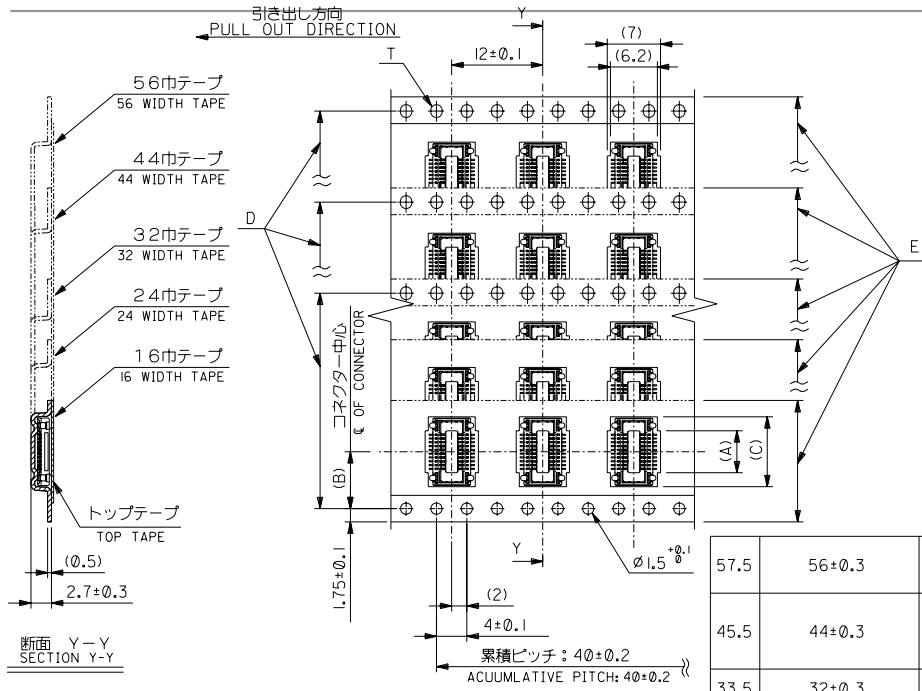 引き出し方向
PULL OUT DIRECTION
Y
(7)
(6.2)
12±0.1
T
56巾テープ
56 WIDTH TAPE
44巾テープ
44 WIDTH TAPE
D
E
32巾テープ
32 WIDTH TAPE
24巾テープ
24 WIDTH TAPE
16巾テープ
16 WIDTH TAPE
コネクター中心
℄ OF CONNECTOR
(B)
(A)
(C)
トップテープ
TOP TAPE
(0.5)
2.7±0.3
1.75±0.1
Y
Ø1.5 +0.1 0
(2)
4±0.1
累積ピッチ：40±0.2
ACUUMLATIVE PITCH: 40±0.2
断面 Y-Y
SECTION Y-Y
57.5 56±0.3
45.5 44±0.3
33.5 32±0.3